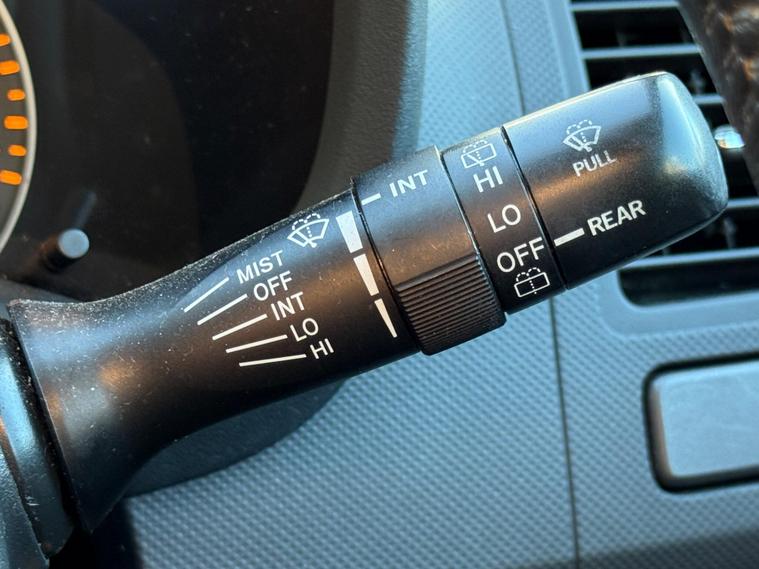 MIST
OFF
INT
LO
HI
INT
HI
LO
OFF
PULL
REAR